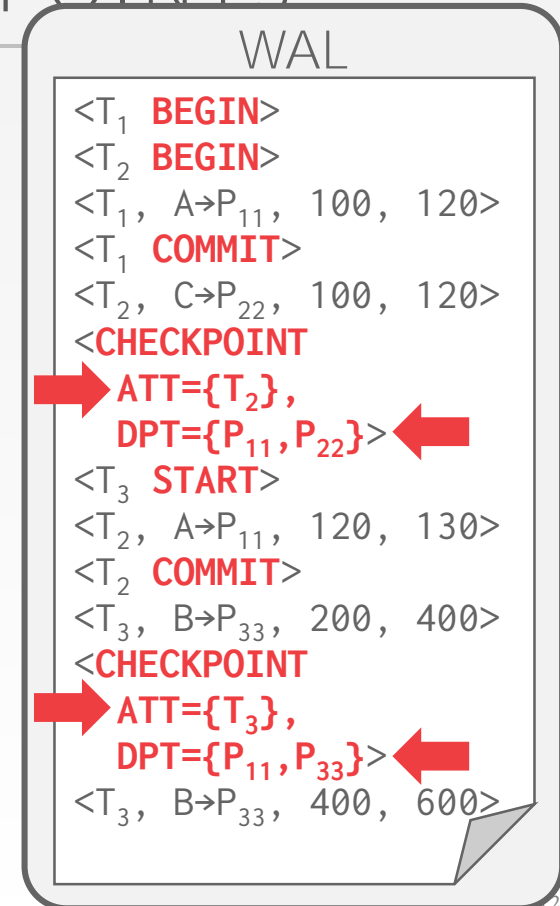 WAL
<T₁ BEGIN>
<T₂ BEGIN>
<T₁, A→P₁₁, 100, 120>
<T₁ COMMIT>
<T₂, C→P₂₂, 100, 120>
<CHECKPOINT
ATT={T₂},
DPT={P₁₁,P₂₂}>
<T₃ START>
<T₂, A→P₁₁, 120, 130>
<T₂ COMMIT>
<T₃, B→P₃₃, 200, 400>
<CHECKPOINT
ATT={T₃},
DPT={P₁₁,P₃₃}>
<T₃, B→P₃₃, 400, 600>